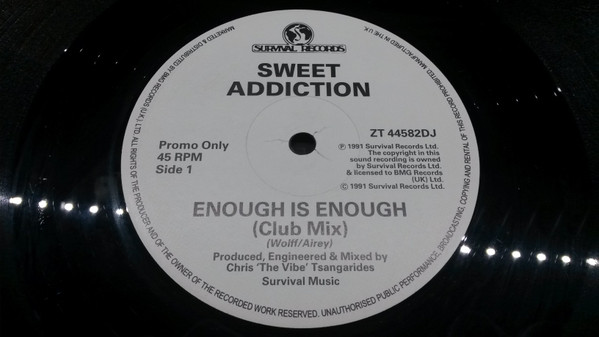 SURVIVAL RECORDS
SWEET
ADDICTION
Promo Only
45 RPM
Side 1
ZT 44582DJ
℗ 1991 Survival Records Ltd.
The copyright in this
sound recording is owned
by Survival Records Ltd.
& licensed to BMG Records
(UK) Ltd.
© 1991 Survival Records Ltd.
ENOUGH IS ENOUGH
(Club Mix)
(Wolff/Airey)
Produced, Engineered & Mixed by
Chris 'The Vibe' Tsangarides
Survival Music
MARKETED & DISTRIBUTED BY BMG RECORDS (U.K.) LTD. ALL RIGHTS OF THE PRODUCER AND OF THE OWNER OF THE RECORDED WORK RESERVED. UNAUTHORISED PUBLIC PERFORMANCE, BROADCASTING, COPYING AND RENTAL OF THIS RECORD PROHIBITED. MANUFACTURED IN THE U.K.